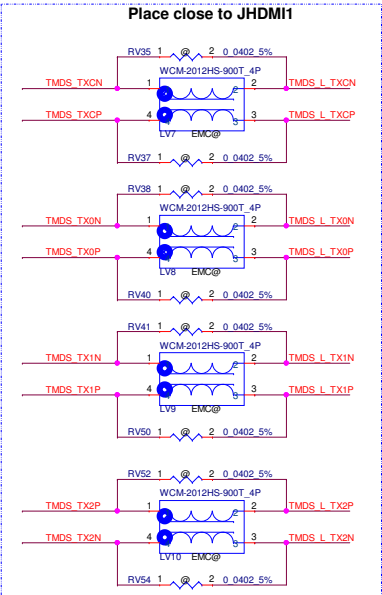 Place close to JHDMI1
RV35 1 @ 2 0_0402_5%
WCM-2012HS-900T_4P
TMDS_TXCN 1 2 TMDS_L_TXCN
TMDS_TXCP 4 3 TMDS_L_TXCP
LV7 EMC@
RV37 1 @ 2 0_0402_5%
RV38 1 @ 2 0_0402_5%
WCM-2012HS-900T_4P
TMDS_TX0N 1 2 TMDS_L_TX0N
TMDS_TX0P 4 3 TMDS_L_TX0P
LV8 EMC@
RV40 1 @ 2 0_0402_5%
RV41 1 @ 2 0_0402_5%
WCM-2012HS-900T_4P
TMDS_TX1N 1 2 TMDS_L_TX1N
TMDS_TX1P 4 3 TMDS_L_TX1P
LV9 EMC@
RV50 1 @ 2 0_0402_5%
RV52 1 @ 2 0_0402_5%
WCM-2012HS-900T_4P
TMDS_TX2P 1 2 TMDS_L_TX2P
TMDS_TX2N 4 3 TMDS_L_TX2N
LV10 EMC@
RV54 1 @ 2 0_0402_5%